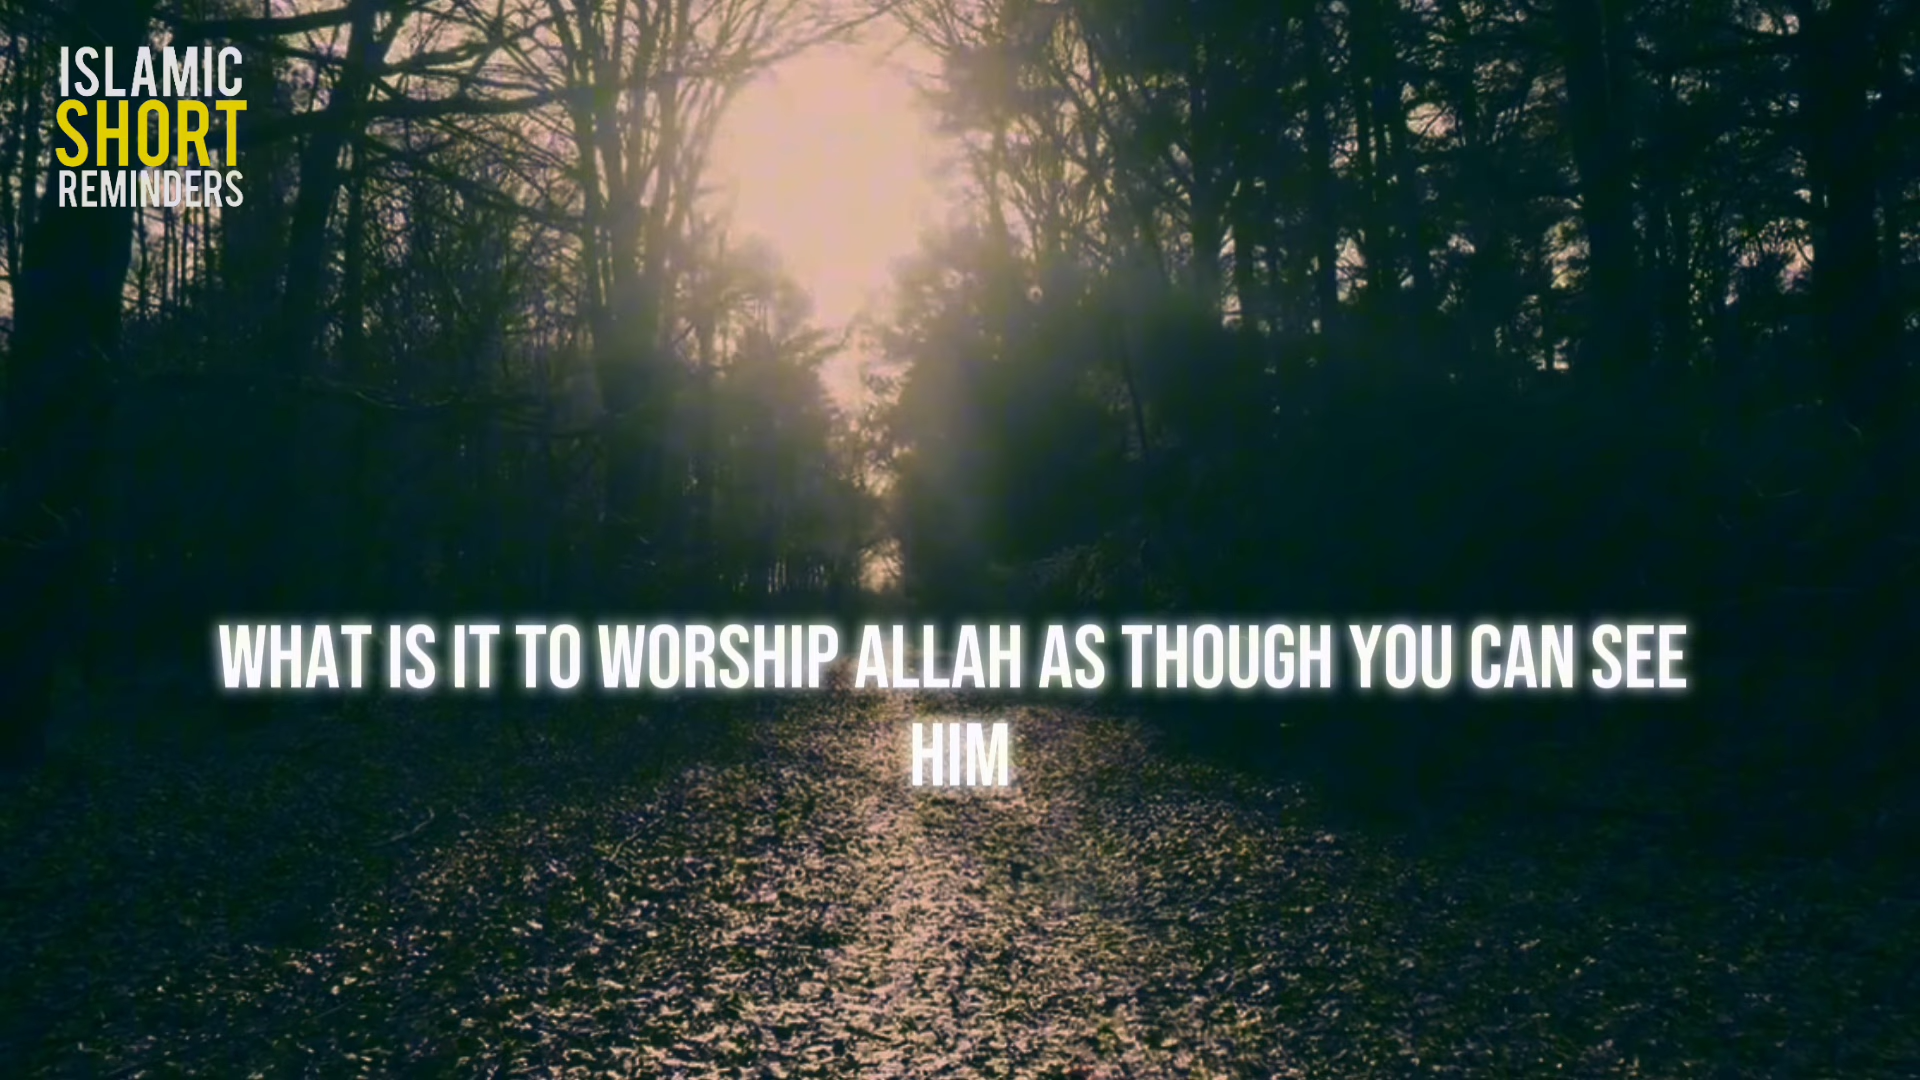 ISLAMIC
SHORT
REMINDERS
WHAT IS IT TO WORSHIP ALLAH AS THOUGH YOU CAN SEE
HIM